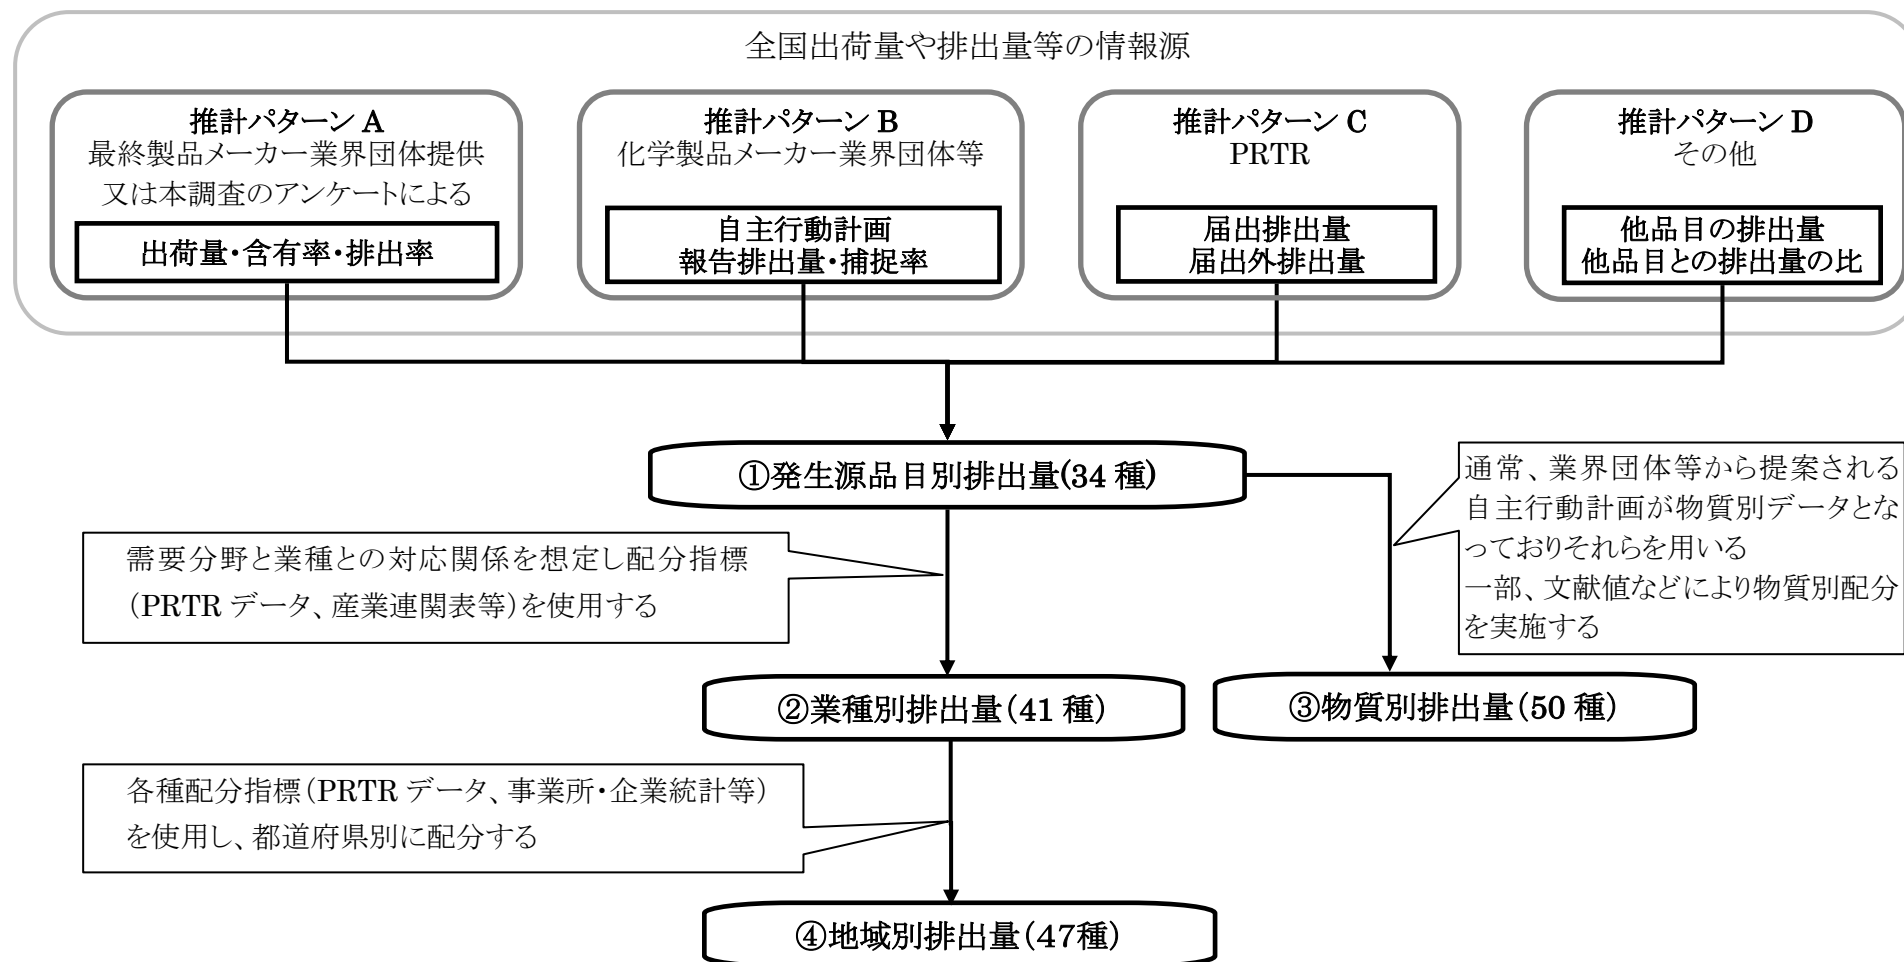 全国出荷量や排出量等の情報源
推計パターン A
最終製品メーカー業界団体提供
又は本調査のアンケートによる
出荷量・含有率・排出率
推計パターン B
化学製品メーカー業界団体等
自主行動計画
報告排出量・捕捉率
推計パターン C
PRTR
届出排出量
届出外排出量
推計パターン D
その他
他品目の排出量
他品目との排出量の比
①発生源品目別排出量(34 種)
通常、業界団体等から提案される
自主行動計画が物質別データとな
っておりそれらを用いる
一部、文献値などにより物質別配分
を実施する
需要分野と業種との対応関係を想定し配分指標
（PRTR データ、産業連関表等）を使用する
②業種別排出量（41 種）
③物質別排出量（50 種）
各種配分指標（PRTR データ、事業所・企業統計等）
を使用し、都道府県別に配分する
④地域別排出量（47種）